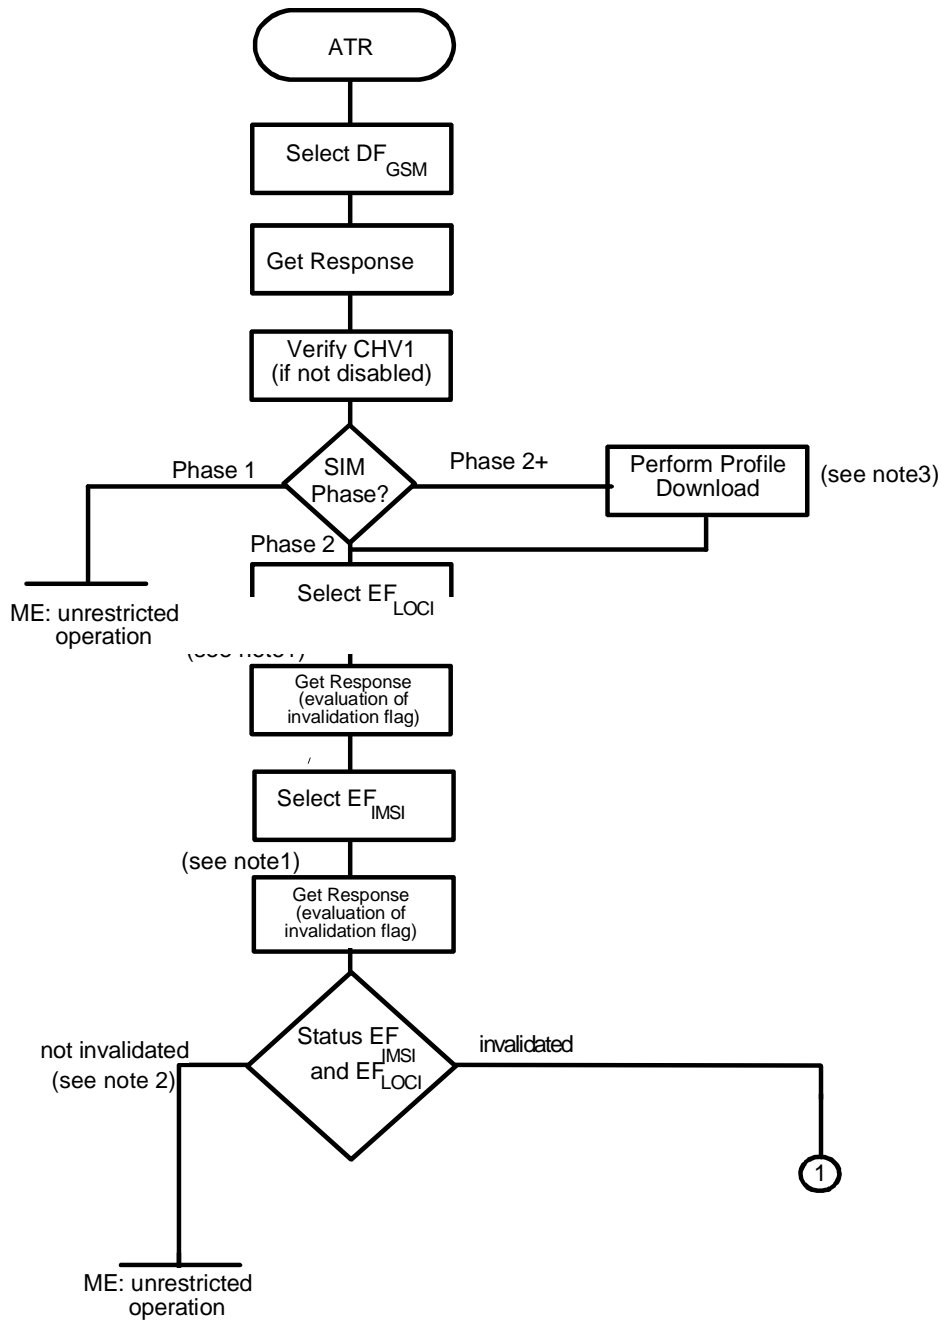 ATR
Select DF
GSM
Get Response
Verify CHV1
(if not disabled)
Phase 1
SIM
Phase?
Phase 2+
Perform Profile
Download
(see note3)
Phase 2
Select EF
LOCI
ME: unrestricted
operation
Get Response
(evaluation of
invalidation flag)
Select EF
IMSI
(see note1)
Get Response
(evaluation of
invalidation flag)
not invalidated
(see note 2)
Status EF
IMSI
and EF
LOCI
invalidated
1
ME: unrestricted
operation